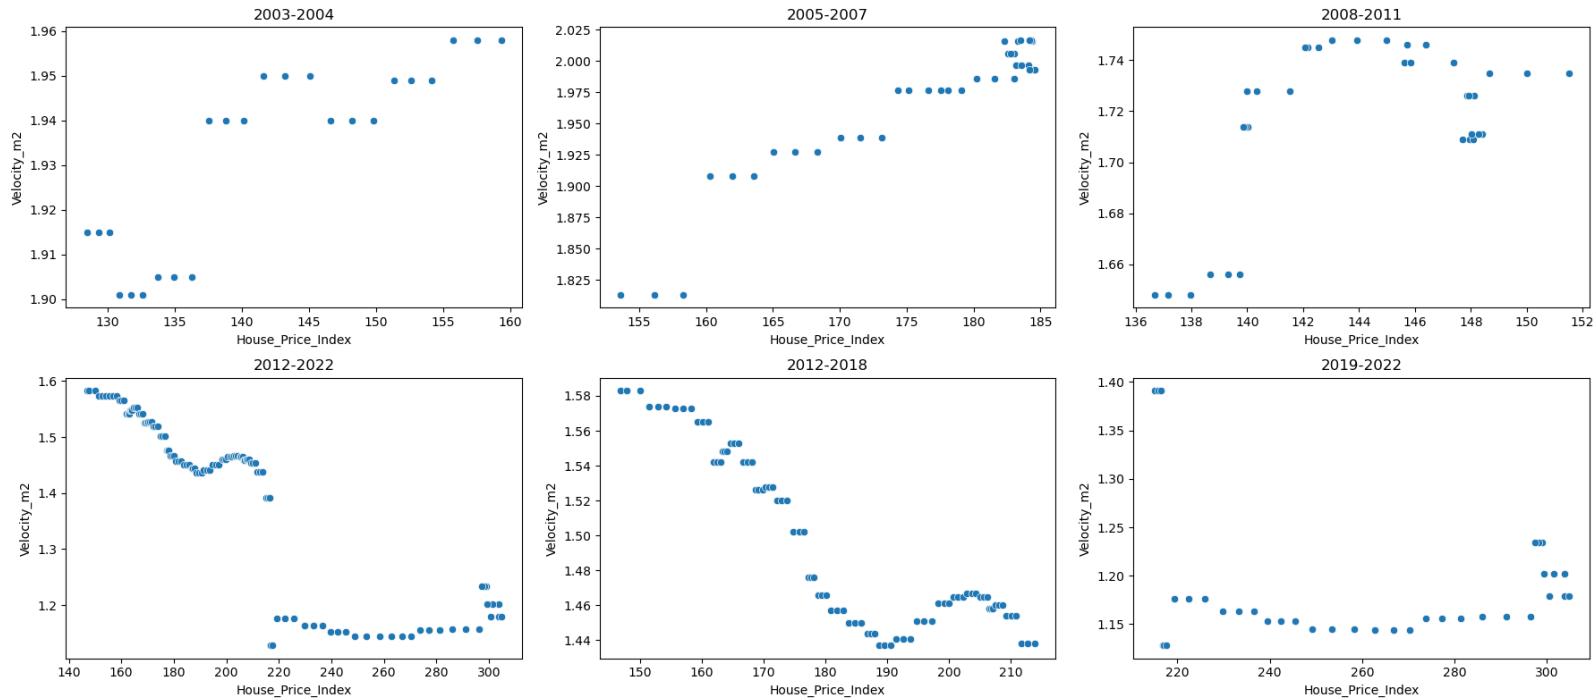 2003-2004
1.96
1.95
1.94
1.93
1.92
1.91
1.90
Velocity_m2
130 135 140 145 150 155 160
House_Price_Index
2005-2007
2.025
2.000
1.975
1.950
1.925
1.900
1.875
1.850
1.825
Velocity_m2
155 160 165 170 175 180 185
House_Price_Index
2008-2011
1.74
1.72
1.70
1.68
1.66
Velocity_m2
136 138 140 142 144 146 148 150 152
House_Price_Index
2012-2022
1.6
1.5
1.4
1.3
1.2
Velocity_m2
140 160 180 200 220 240 260 280 300
House_Price_Index
2012-2018
1.58
1.56
1.54
1.52
1.50
1.48
1.46
1.44
Velocity_m2
150 160 170 180 190 200 210
House_Price_Index
2019-2022
1.40
1.35
1.30
1.25
1.20
1.15
Velocity_m2
220 240 260 280 300
House_Price_Index